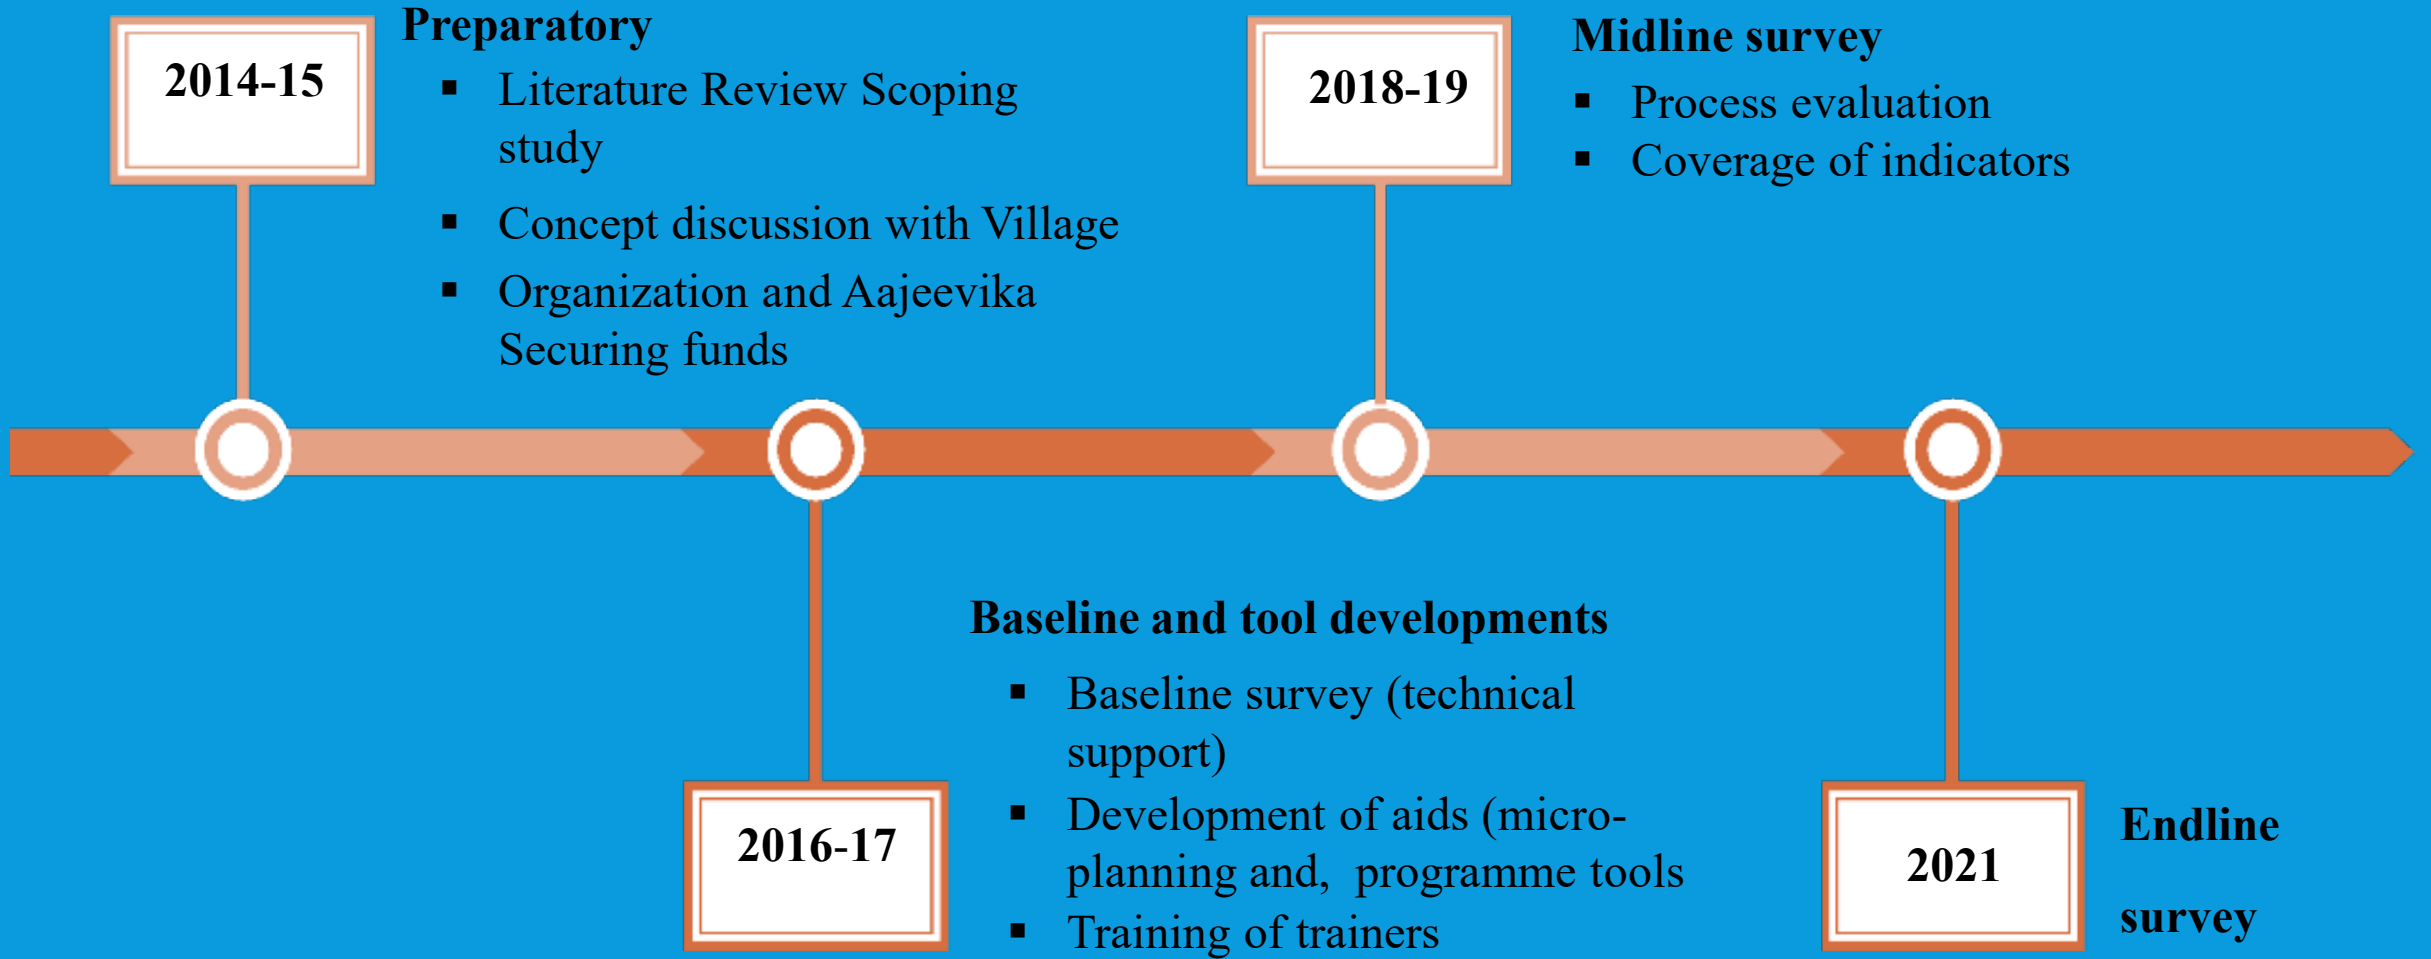 2014-15
Preparatory
▪ Literature Review Scoping
study
▪ Concept discussion with Village
▪ Organization and Aajeevika
Securing funds
2018-19
Midline survey
▪ Process evaluation
▪ Coverage of indicators
2016-17
Baseline and tool developments
▪ Baseline survey (technical
support)
▪ Development of aids (micro-
planning and, programme tools
▪ Training of trainers
2021
Endline
survey